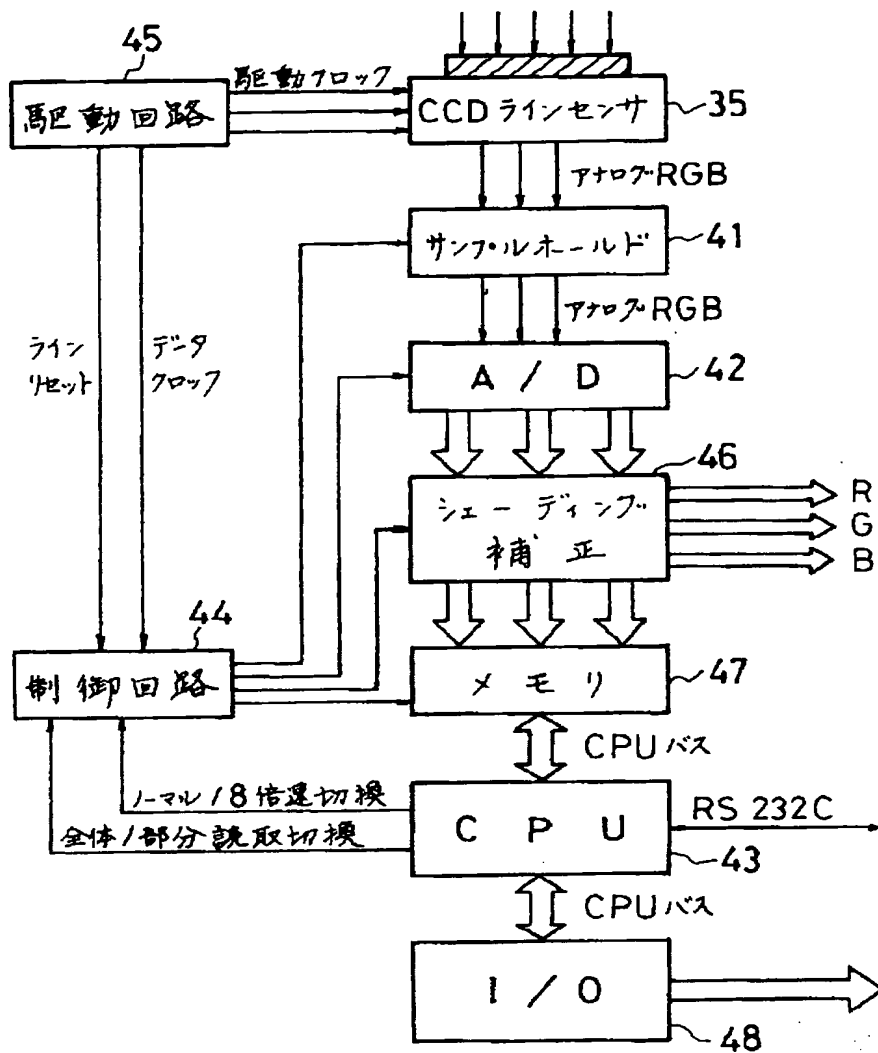 45
駆動回路
駆動クロック
CCDラインセンサ
35
アナログRGB
サンプルホールド
41
アナログRGB
ライン
リセット
データ
クロック
A / D
42
46
シェーディング
補正
R
G
B
44
制御回路
メモリ
47
CPUバス
ノーマル/8倍速切換
全体/部分読取切換
C P U
RS 232C
43
CPUバス
I / O
48